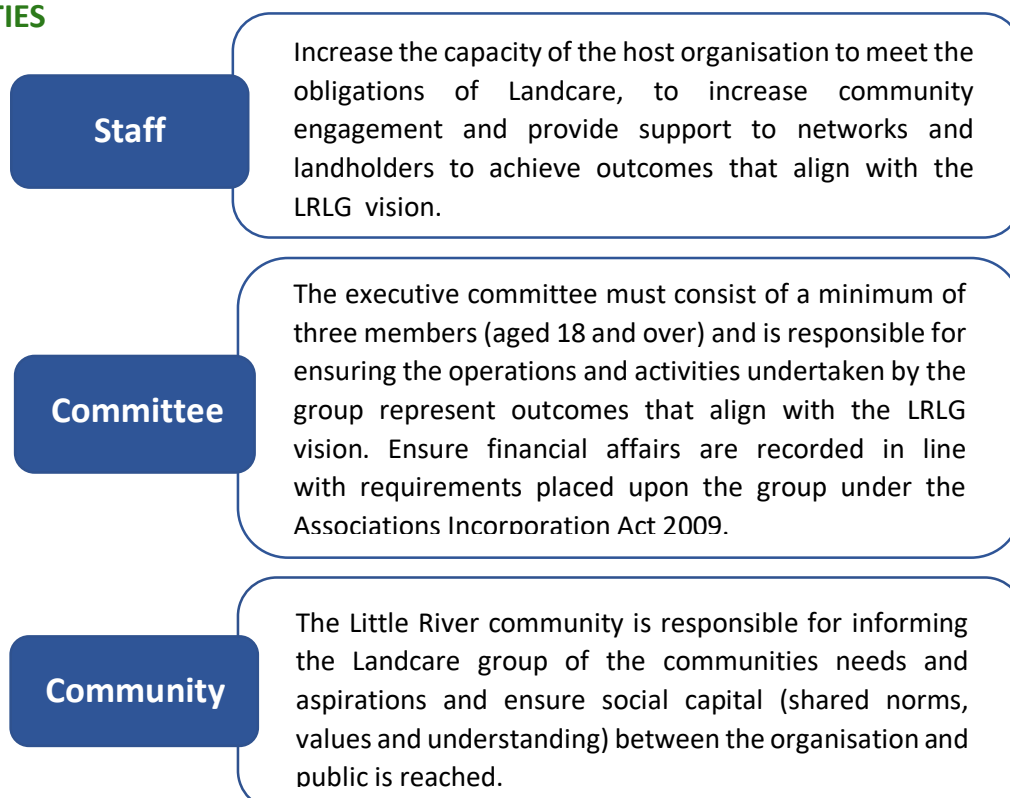 TIES
Staff
Increase the capacity of the host organisation to meet the
obligations of Landcare, to increase community
engagement and provide support to networks and
landholders to achieve outcomes that align with the
LRLG vision.
Committee
The executive committee must consist of a minimum of
three members (aged 18 and over) and is responsible for
ensuring the operations and activities undertaken by the
group represent outcomes that align with the LRLG
vision. Ensure financial affairs are recorded in line
with requirements placed upon the group under the
Associations Incorporation Act 2009.
Community
The Little River community is responsible for informing
the Landcare group of the communities needs and
aspirations and ensure social capital (shared norms,
values and understanding) between the organisation and
public is reached.